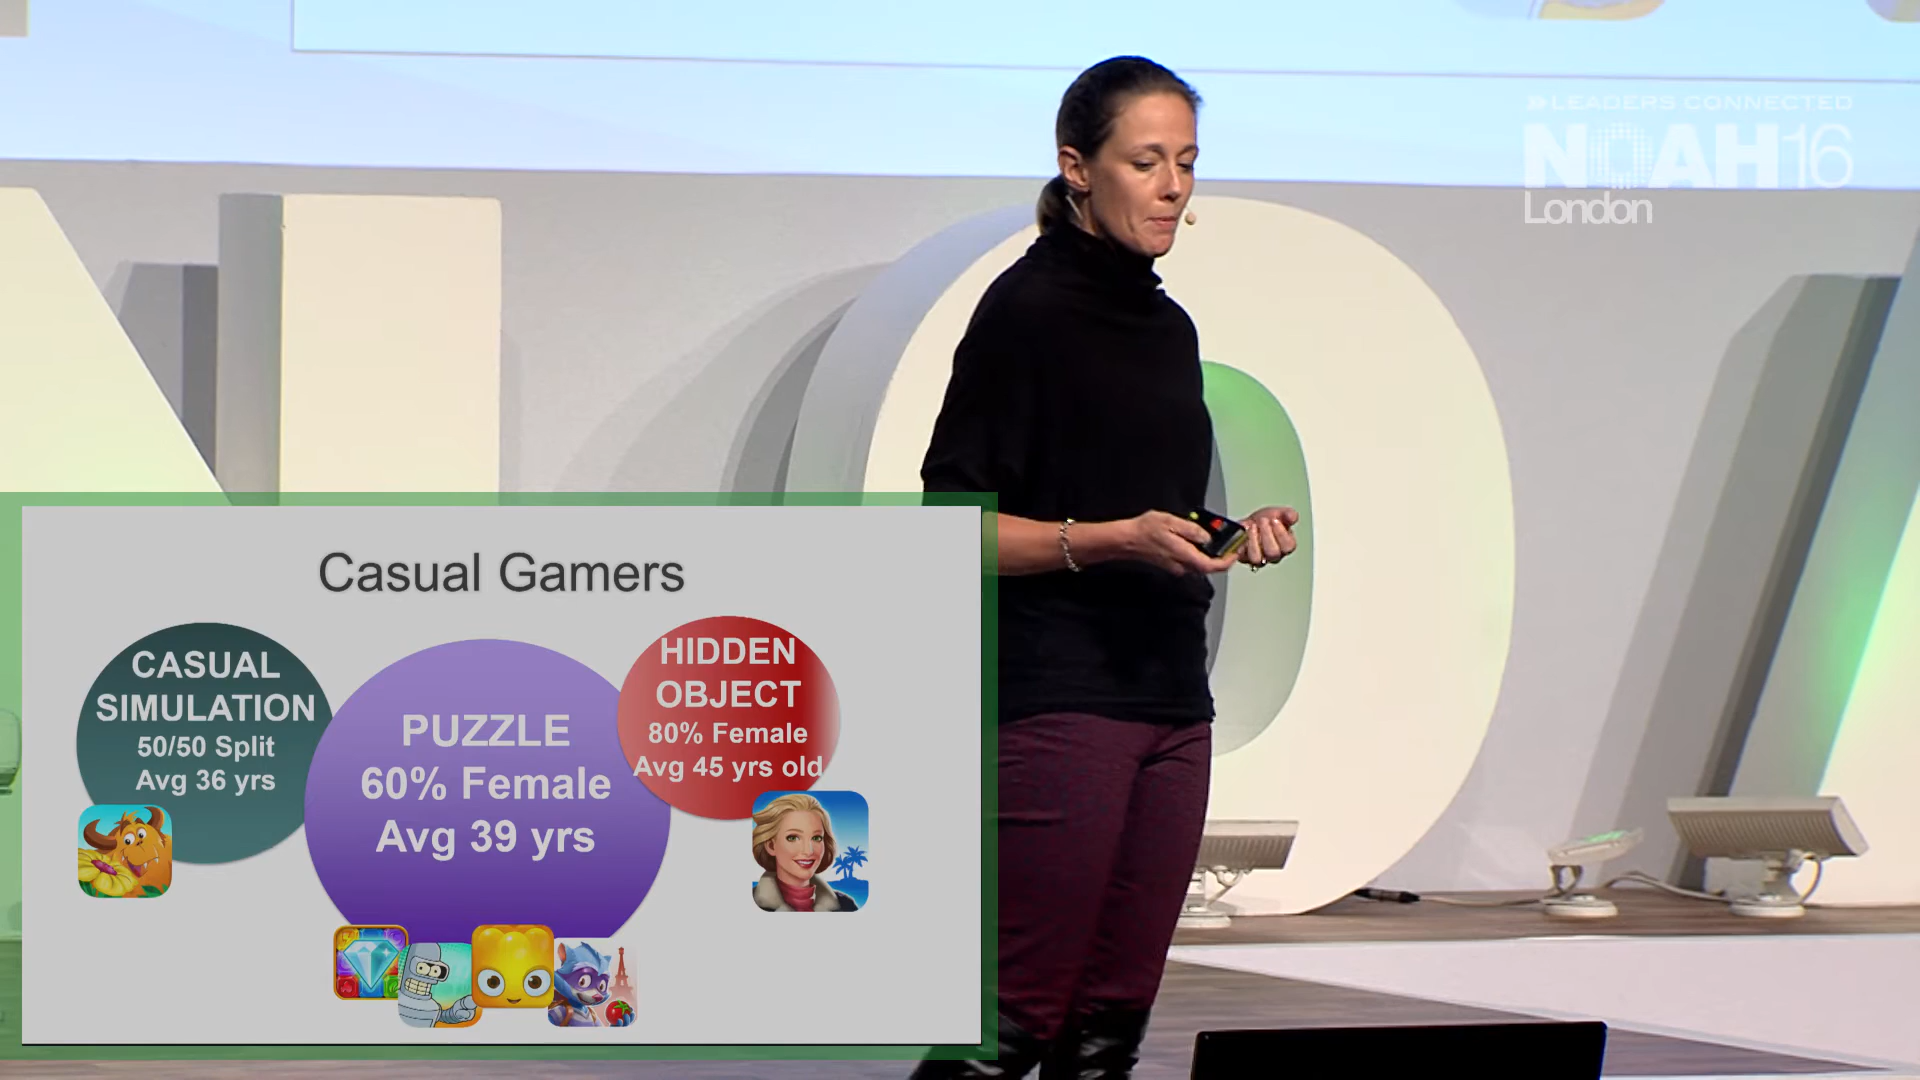 LEADERS CONNECTED
NOAH16
London
Casual Gamers
CASUAL
SIMULATION
50/50 Split
Avg 36 yrs
PUZZLE
60% Female
Avg 39 yrs
HIDDEN
OBJECT
80% Female
Avg 45 yrs old